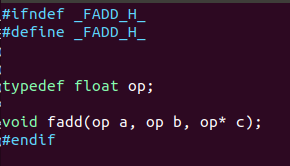 #ifndef _FADD_H_
#define _FADD_H_
typedef float op;
void fadd(op a, op b, op* c);
#endif